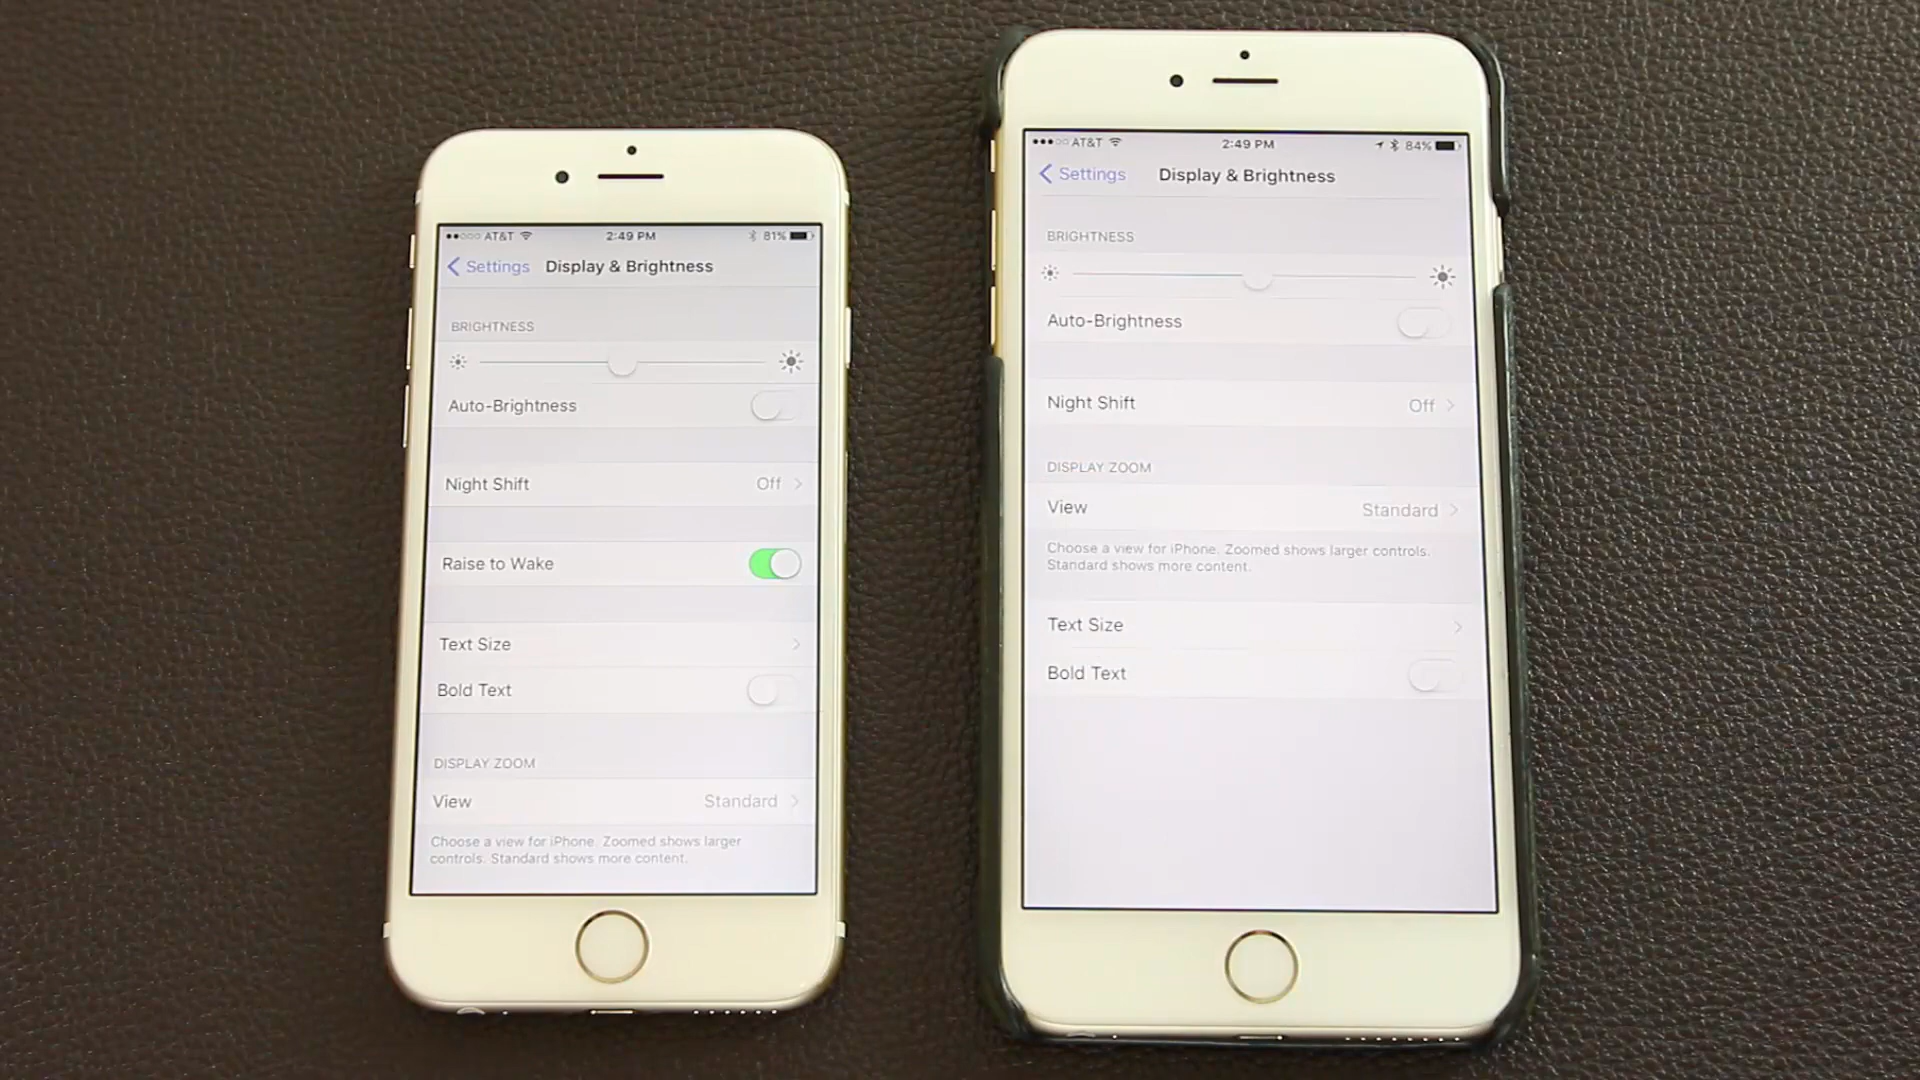 AT&T 2:49 PM 81%
Settings Display & Brightness
BRIGHTNESS
Auto-Brightness
Night Shift Off
Raise to Wake
Text Size
Bold Text
DISPLAY ZOOM
View Standard
Choose a view for iPhone. Zoomed shows larger
controls. Standard shows more content.
AT&T 2:49 PM 84%
Settings Display & Brightness
BRIGHTNESS
Auto-Brightness
Night Shift Off
DISPLAY ZOOM
View Standard
Choose a view for iPhone. Zoomed shows larger controls.
Standard shows more content.
Text Size
Bold Text